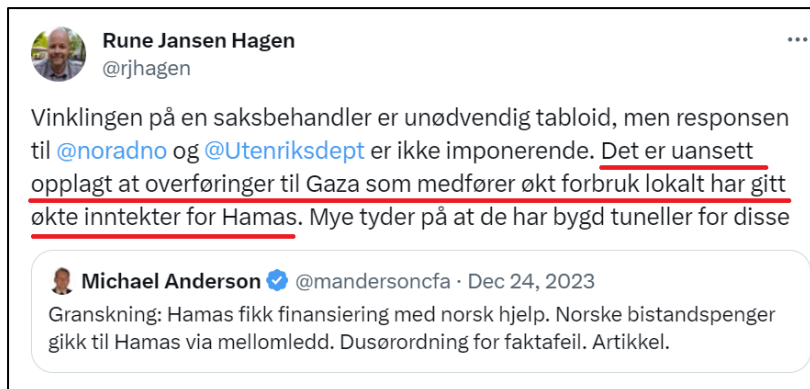 Rune Jansen Hagen
@rjhagen
Vinklingen på en saksbehandler er unødvendig tabloid, men responsen
til @noradno og @Utenriksdept er ikke imponerende. Det er uansett
opplagt at overføringer til Gaza som medfører økt forbruk lokalt har gitt
økte inntekter for Hamas. Mye tyder på at de har bygd tuneller for disse
Michael Anderson @mandersoncfa · Dec 24, 2023
Granskning: Hamas fikk finansiering med norsk hjelp. Norske bistandspenger
gikk til Hamas via mellomledd. Dusørordning for faktafeil. Artikkel.